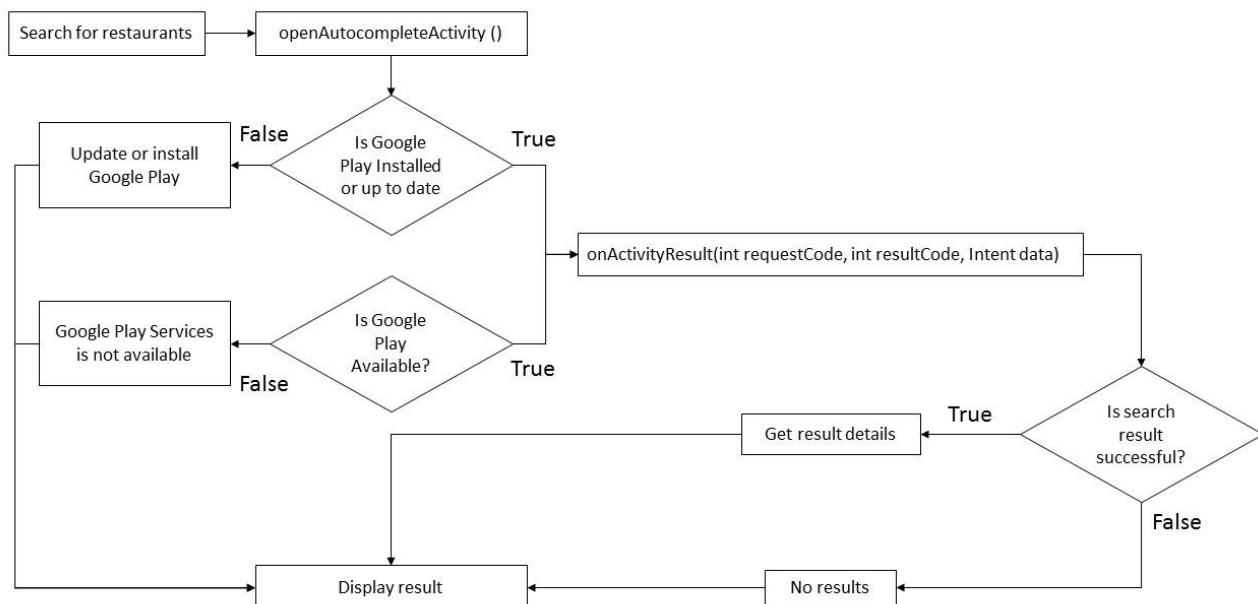 Search for restaurants
openAutocompleteActivity ()
False
True
Update or install
Google Play
Is Google
Play Installed
or up to date
onActivityResult(int requestCode, int resultCode, Intent data)
Google Play Services
is not available
Is Google
Play
Available?
False
True
True
Get result details
Is search
result
successful?
False
Display result
No results